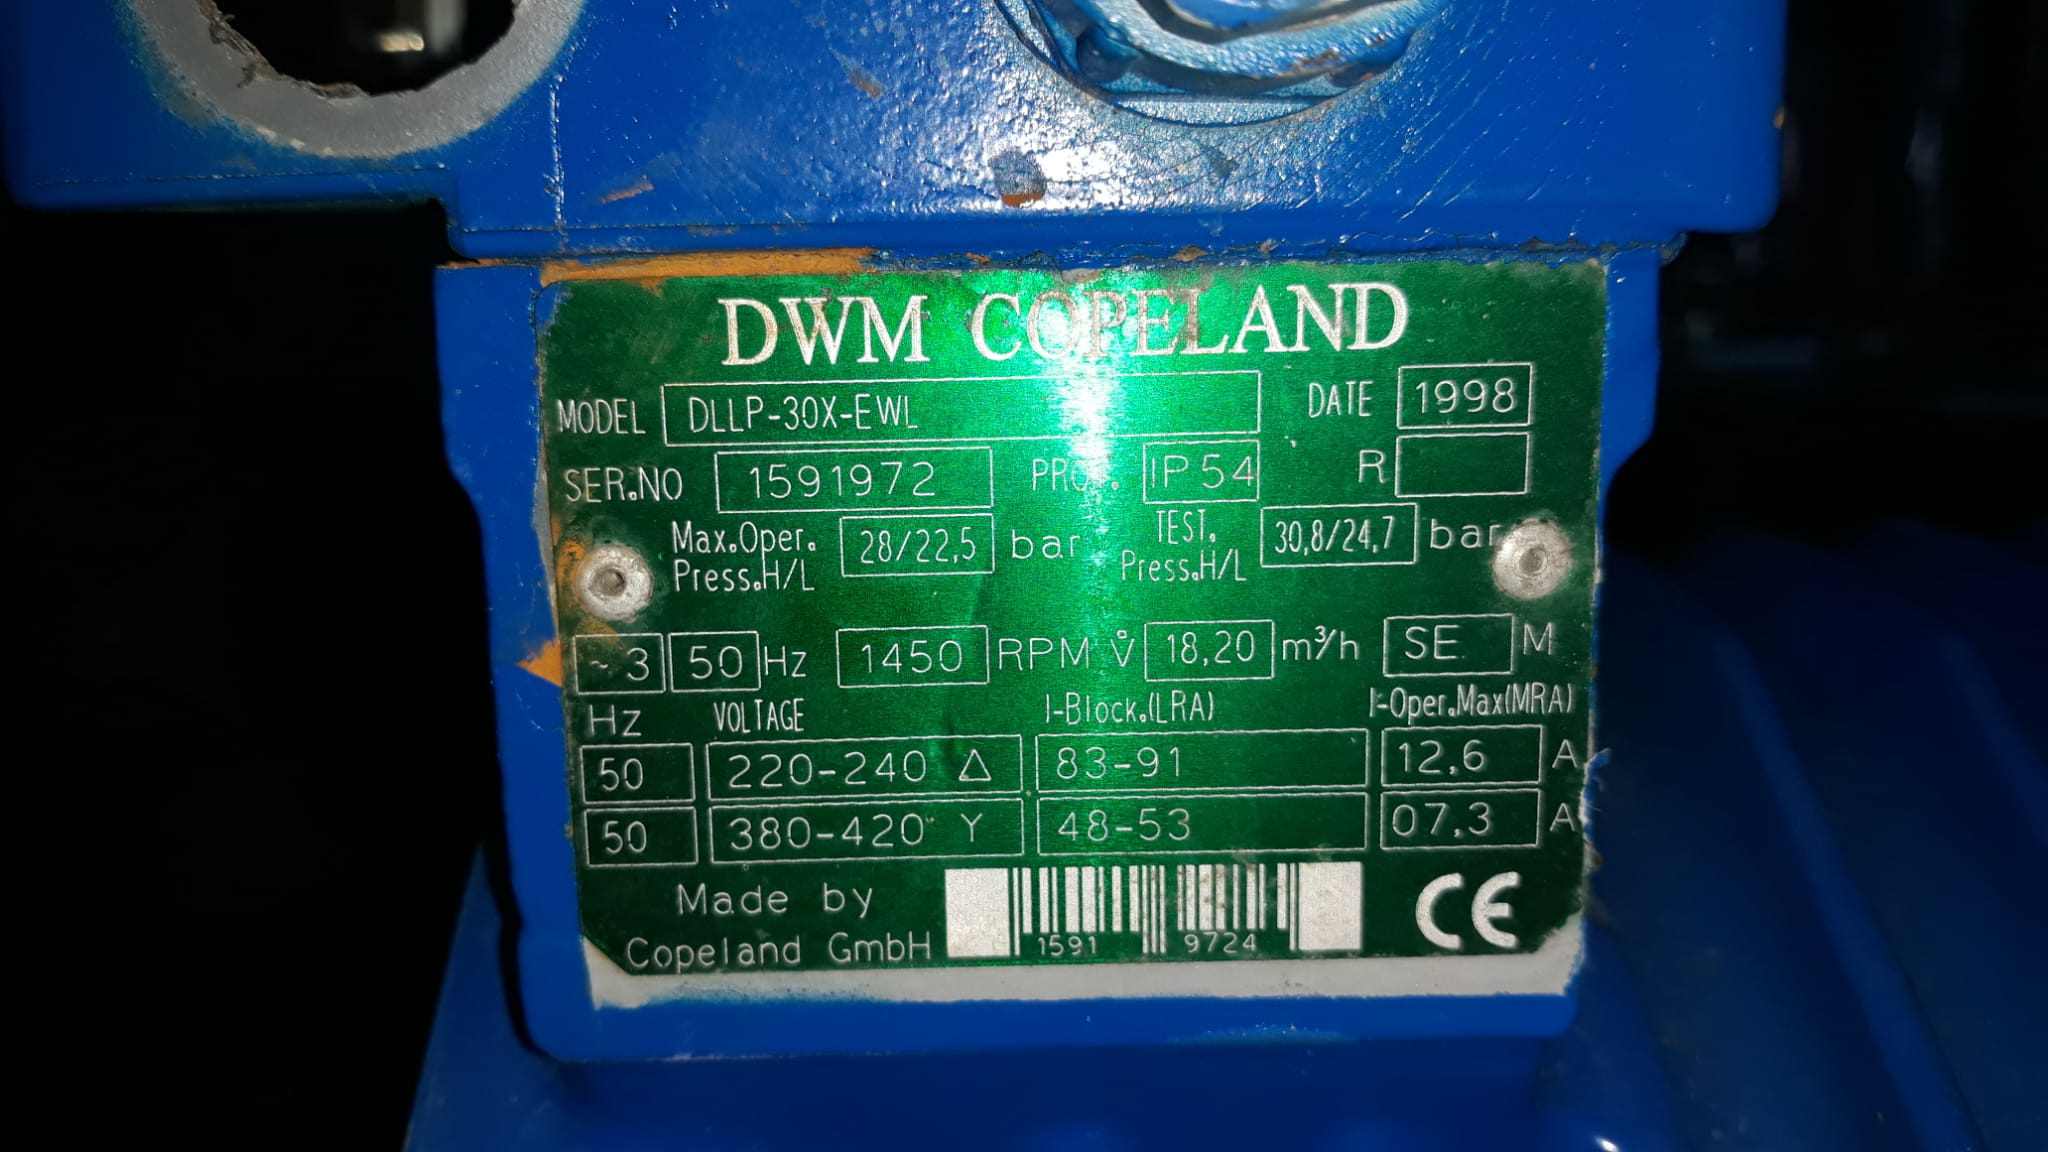 DWM COPELAND
MODEL DLLP-30X-EWL DATE 1998
SER.NO 1591972 IP54 R
Max.Oper. Press.H/L 28/22,5 bar TEST. Press.H/L 30,8/24,7 bar
~3 50 Hz 1450 RPM V̊ 18,20 m³/h SE M
Hz VOLTAGE I-Block.(LRA) I-Oper.Max(MRA)
50 220-240 Δ 83-91 12,6 A
50 380-420 Y 48-53 07,3 A
Made by
Copeland GmbH 1591 9724 CE